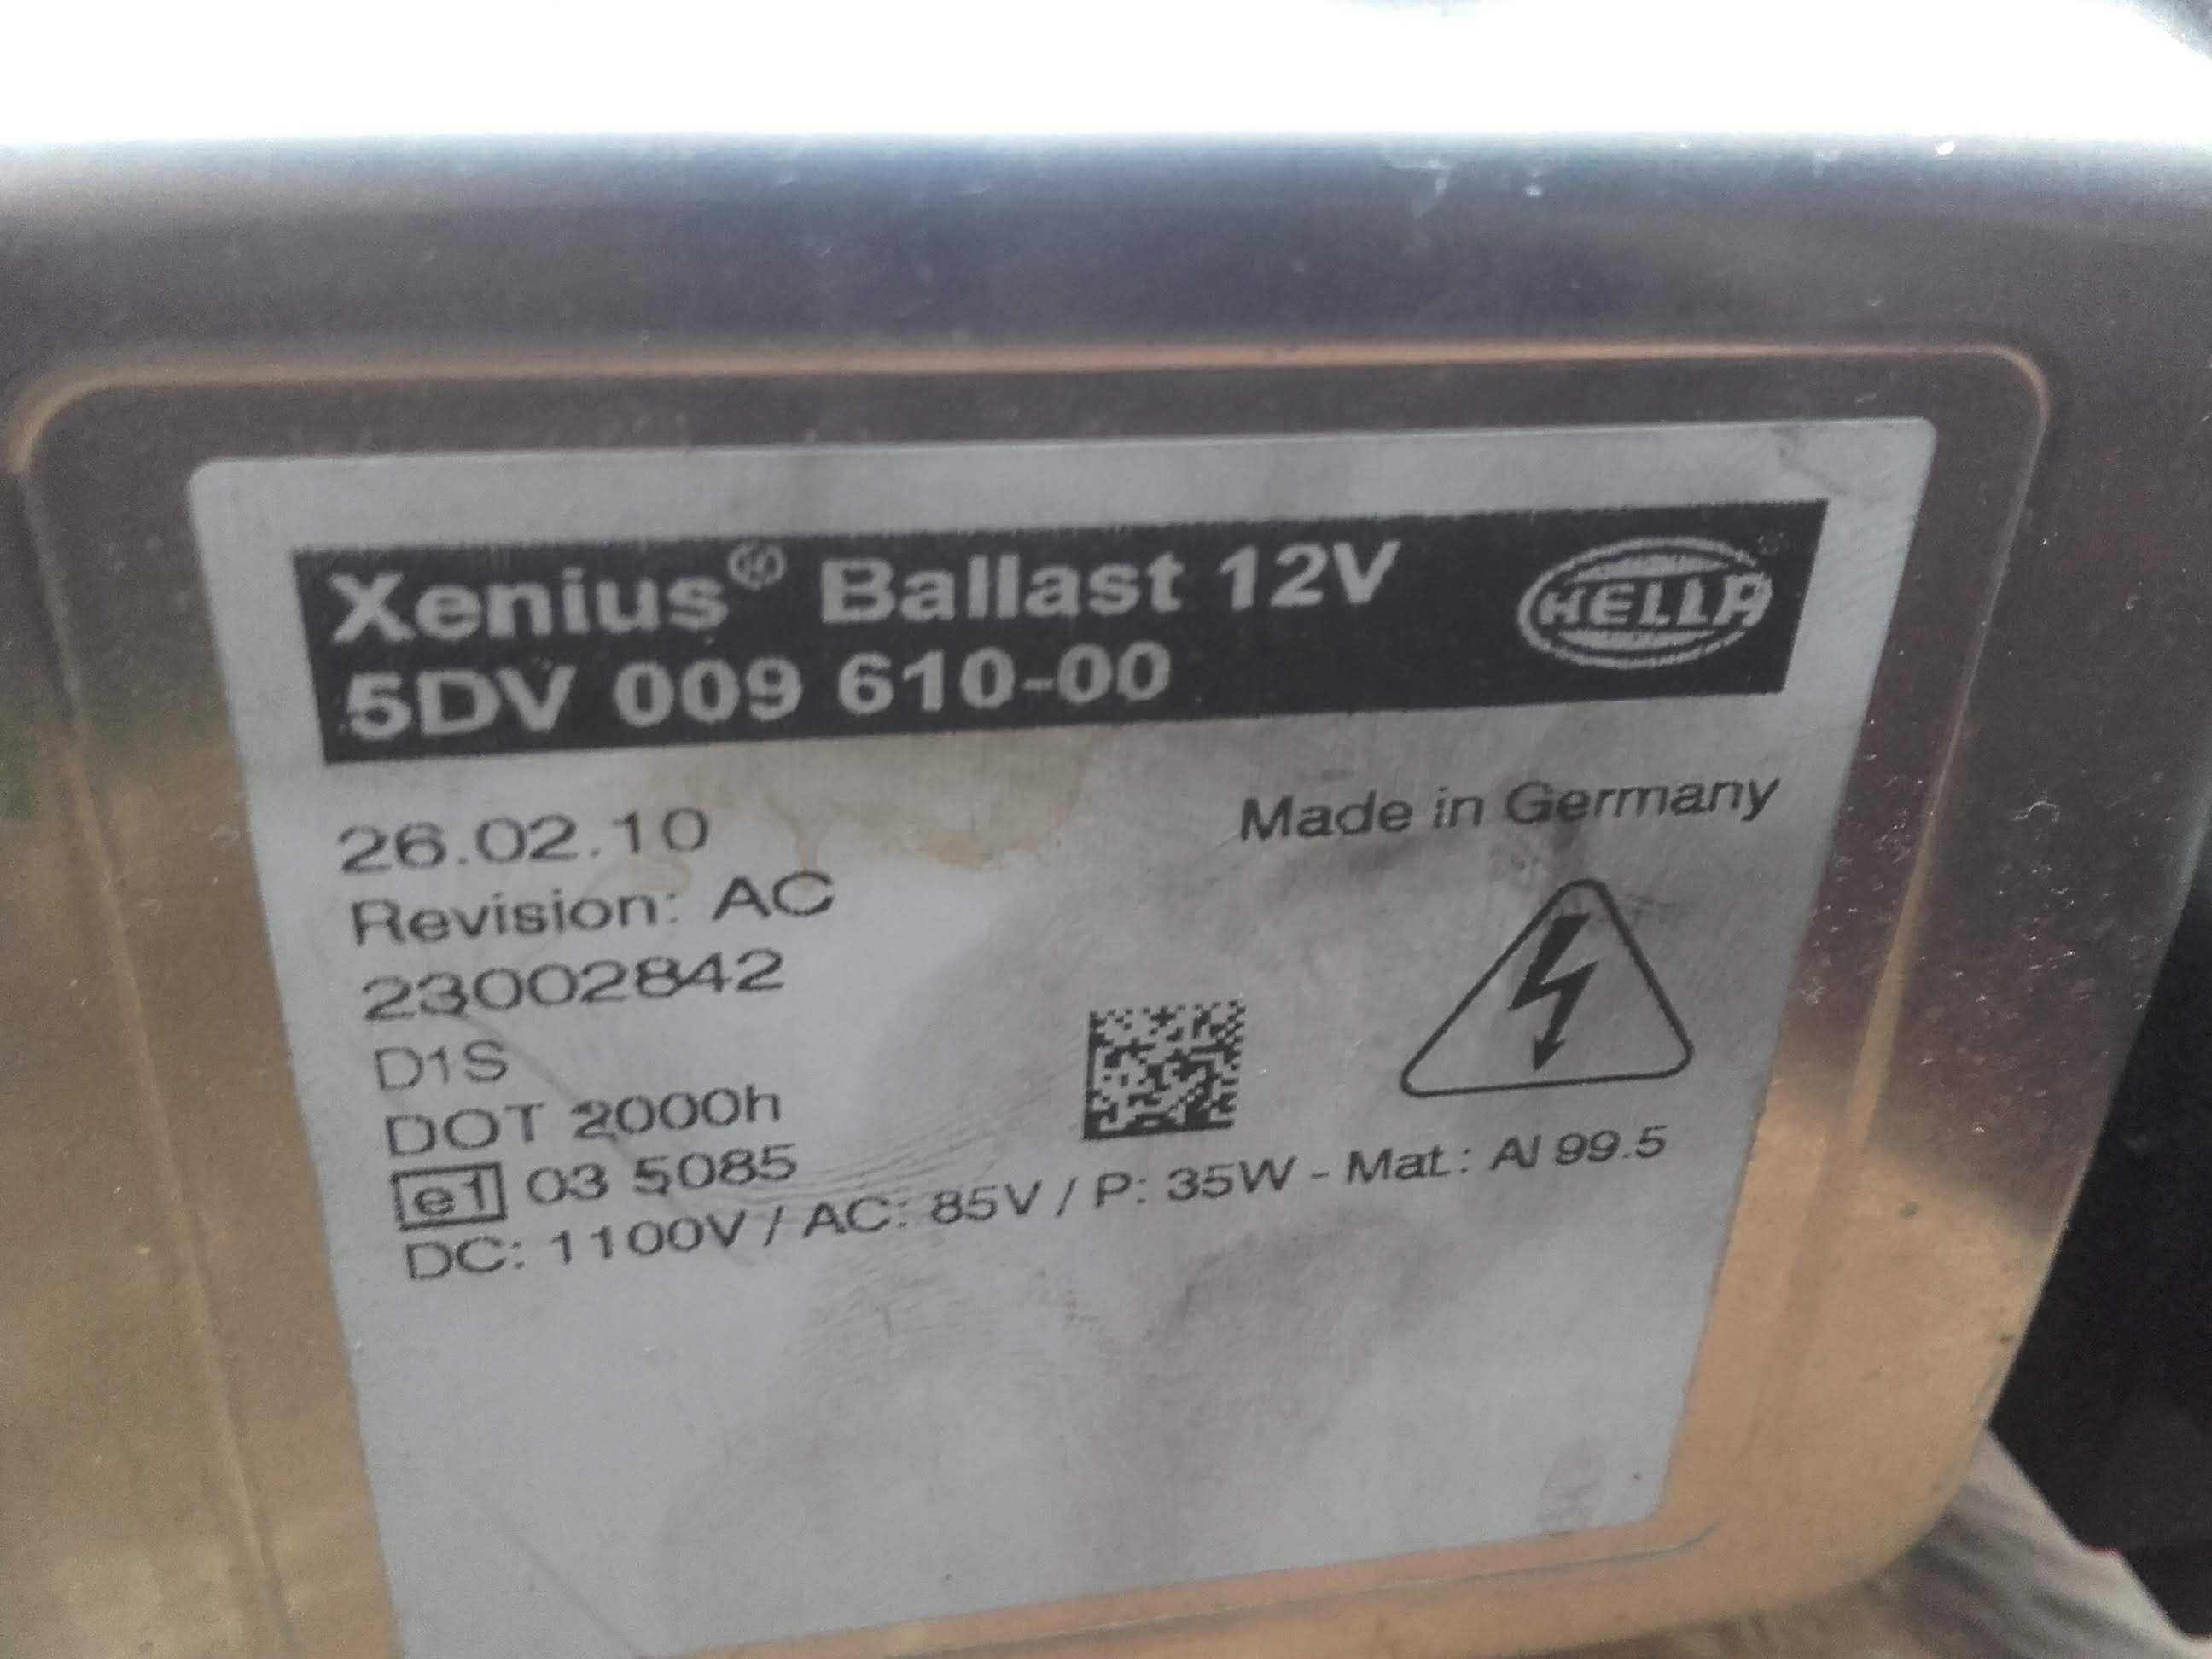 Xenius® Ballast 12V
HELLA
5DV 009 610-00
26.02.10
Made in Germany
Revision: AC
23002842
D1S
DOT 2000h
e1 03 5085
DC: 1100V / AC: 85V / P: 35W - Mat.: Al 99.5